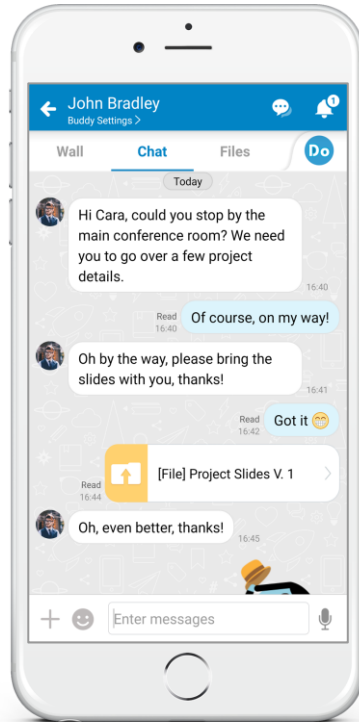 John Bradley
Buddy Settings >
1
Wall
Chat
Files
Do
Today
Hi Cara, could you stop by the
main conference room? We need
you to go over a few project
details.
16:40
Read
16:40
Of course, on my way!
Oh by the way, please bring the
slides with you, thanks!
16:41
Read
16:42
Got it 😁
Read
16:44
[File] Project Slides V. 1
Oh, even better, thanks!
16:45
Enter messages